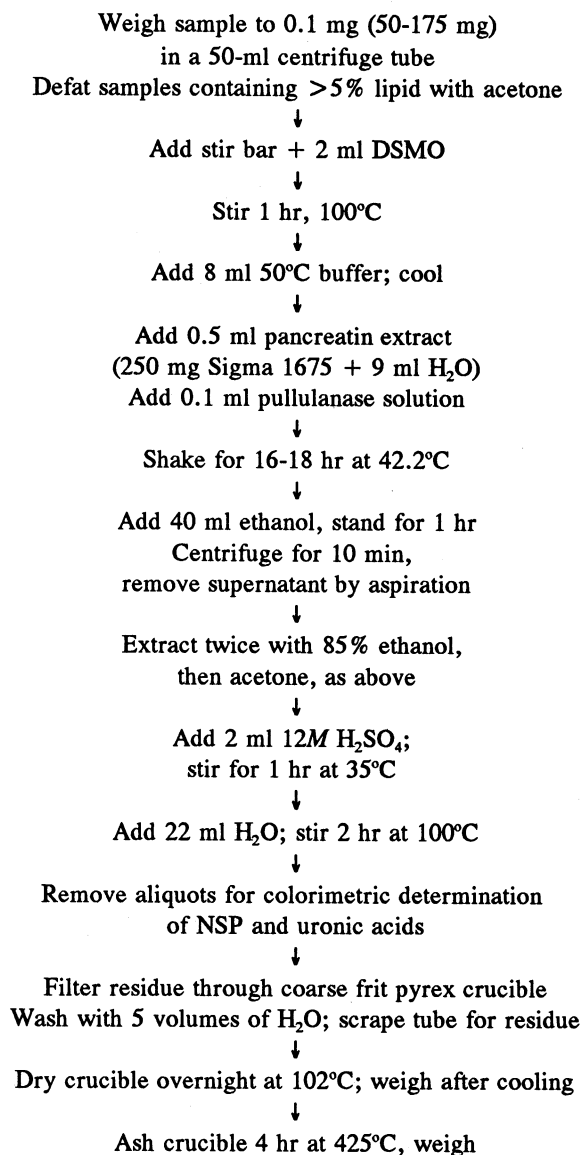 Weigh sample to 0.1 mg (50-175 mg)
in a 50-ml centrifuge tube
Defat samples containing >5% lipid with acetone
↓
Add stir bar + 2 ml DSMO
↓
Stir 1 hr, 100°C
↓
Add 8 ml 50°C buffer; cool
↓
Add 0.5 ml pancreatin extract
(250 mg Sigma 1675 + 9 ml H₂O)
Add 0.1 ml pullulanase solution
↓
Shake for 16-18 hr at 42.2°C
↓
Add 40 ml ethanol, stand for 1 hr
Centrifuge for 10 min,
remove supernatant by aspiration
↓
Extract twice with 85% ethanol,
then acetone, as above
↓
Add 2 ml 12M H₂SO₄;
stir for 1 hr at 35°C
↓
Add 22 ml H₂O; stir 2 hr at 100°C
↓
Remove aliquots for colorimetric determination
of NSP and uronic acids
↓
Filter residue through coarse frit pyrex crucible
Wash with 5 volumes of H₂O; scrape tube for residue
↓
Dry crucible overnight at 102°C; weigh after cooling
↓
Ash crucible 4 hr at 425°C, weigh